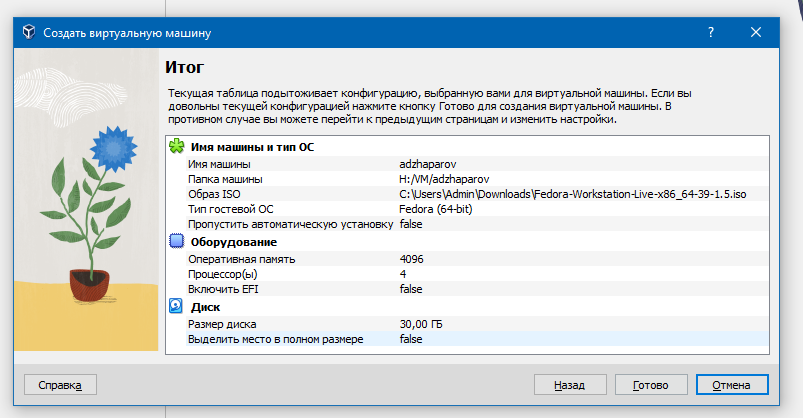 Создать виртуальную машину
Итог
Текущая таблица подытоживает конфигурацию, выбранную вами для виртуальной машины. Если вы
довольны текущей конфигурацией нажмите кнопку Готово для создания виртуальной машины. В
противном случае вы можете перейти к предыдущим страницам и изменить настройки.
Имя машины и тип ОС
Имя машины adzhaparov
Папка машины H:/VM/adzhaparov
Образ ISO C:\Users\Admin\Downloads\Fedora-Workstation-Live-x86_64-39-1.5.iso
Тип гостевой ОС Fedora (64-bit)
Пропустить автоматическую установку false
Оборудование
Оперативная память 4096
Процессор(ы) 4
Включить EFI false
Диск
Размер диска 30,00 ГБ
Выделить место в полном размере false
Справка Назад Готово Отмена